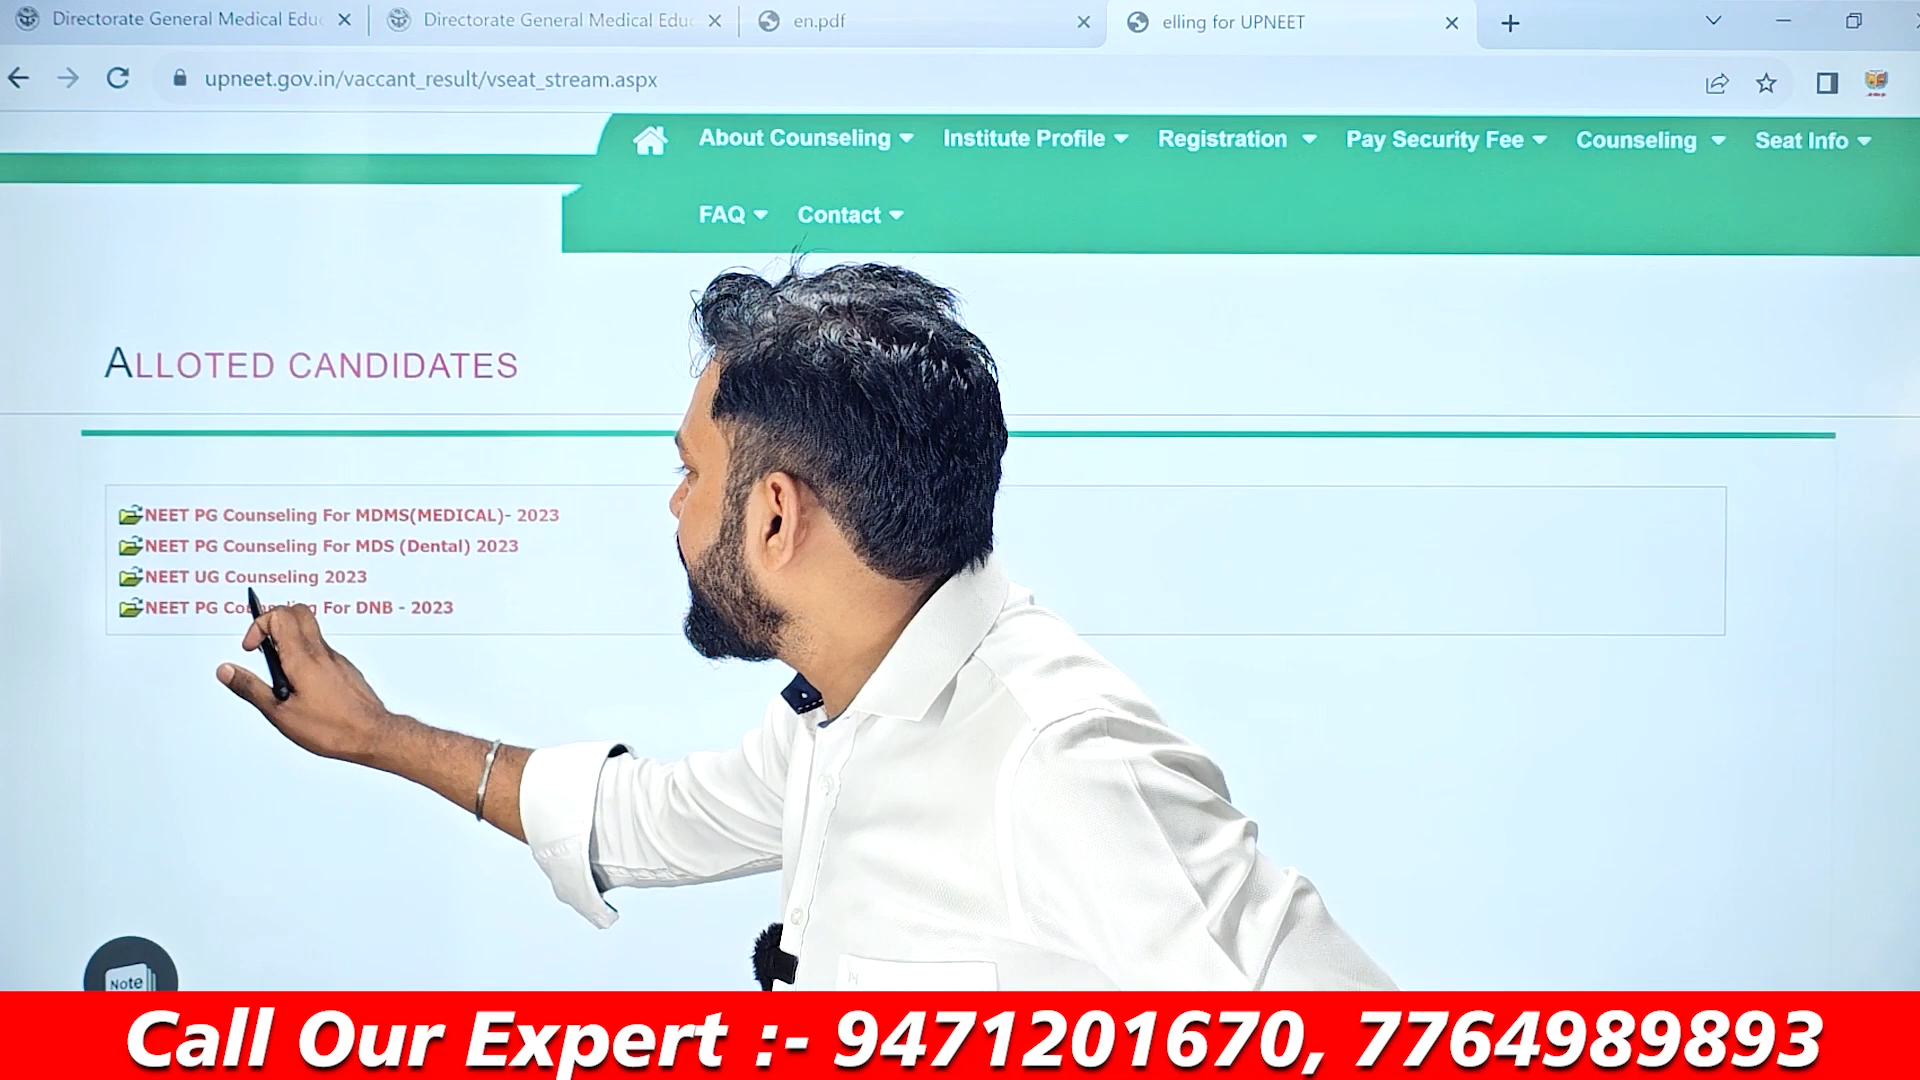 Directorate General Medical Educ
Directorate General Medical Educ
en.pdf
elling for UPNEET
upneet.gov.in/vaccant_result/vseat_stream.aspx
About Counseling
Institute Profile
Registration
Pay Security Fee
Counseling
Seat Info
FAQ
Contact
ALLOTED CANDIDATES
NEET PG Counseling For MDMS(MEDICAL)- 2023
NEET PG Counseling For MDS (Dental) 2023
NEET UG Counseling 2023
NEET PG Counseling For DNB - 2023
Note
Call Our Expert :- 9471201670, 7764989893